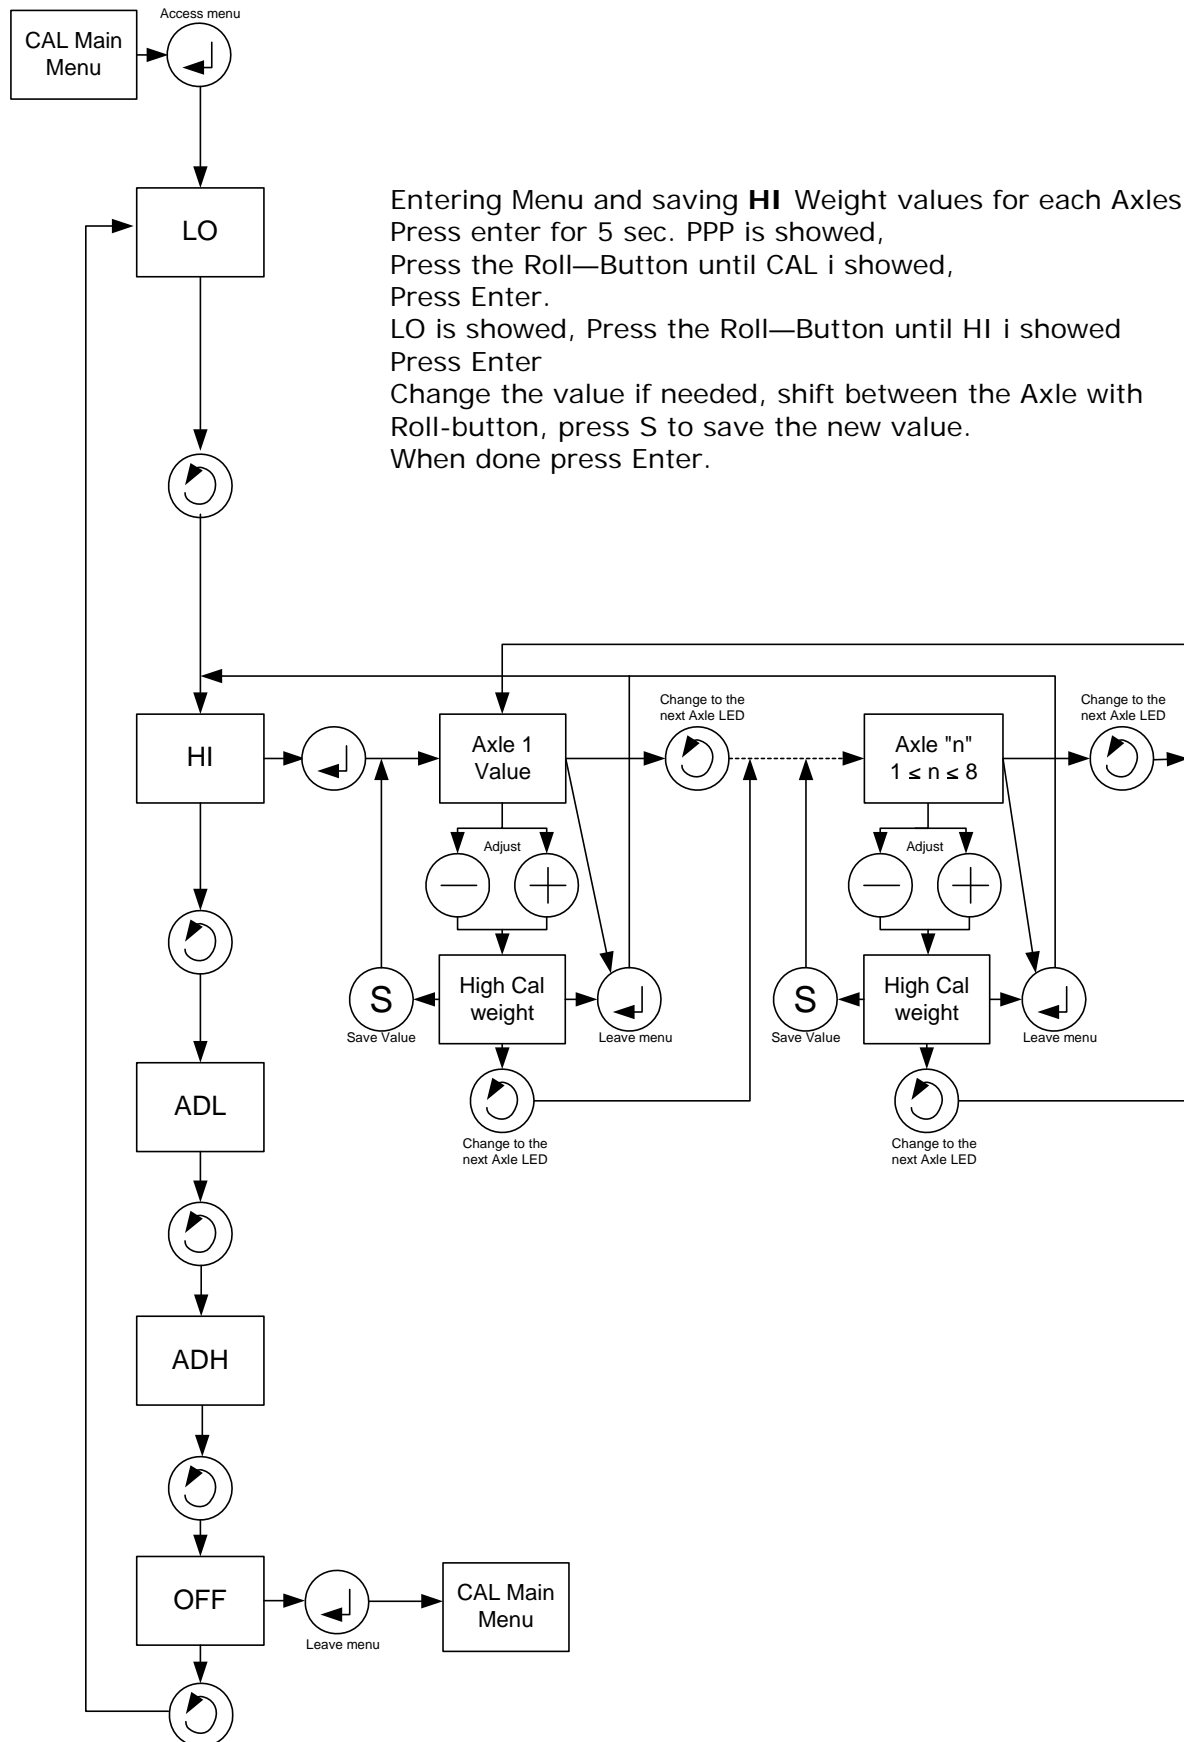 Access menu
CAL Main
Menu
LO
Entering Menu and saving HI Weight values for each Axles
Press enter for 5 sec. PPP is showed,
Press the Roll—Button until CAL i showed,
Press Enter.
LO is showed, Press the Roll—Button until HI i showed
Press Enter
Change the value if needed, shift between the Axle with
Roll-button, press S to save the new value.
When done press Enter.
HI
Axle 1
Value
Change to the
next Axle LED
Axle "n"
1 ≤ n ≤ 8
Change to the
next Axle LED
Adjust
Adjust
S
Save Value
High Cal
weight
Leave menu
S
Save Value
High Cal
weight
Leave menu
Change to the
next Axle LED
Change to the
next Axle LED
ADL
ADH
OFF
Leave menu
CAL Main
Menu